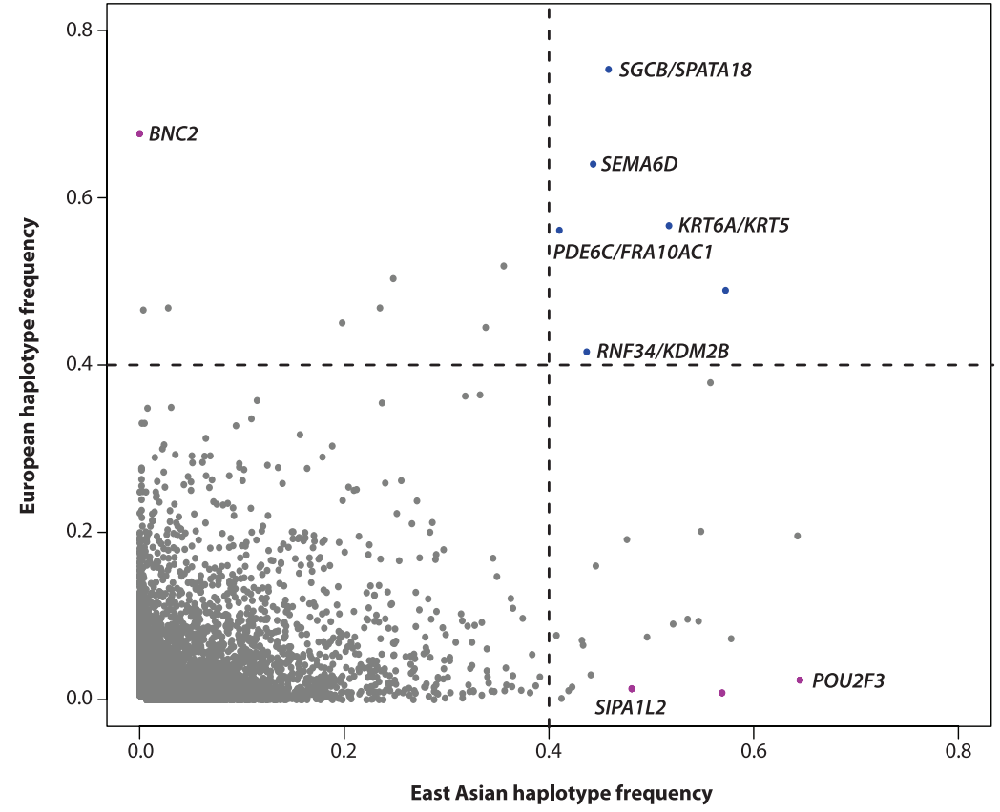 0.8
SGCB/SPATA18
BNC2
SEMA6D
0.6
KRT6A/KRT5
PDE6C/FRA10AC1
RNF34/KDM2B
0.4
European haplotype frequency
0.2
POU2F3
0.0
SIPA1L2
0.0 0.2 0.4 0.6 0.8
East Asian haplotype frequency